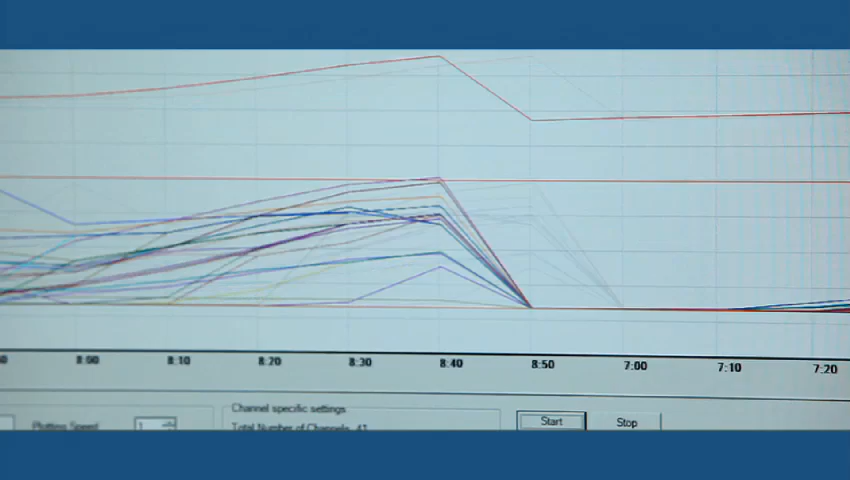 8:00 8:10 8:20 8:30 8:40 8:50 7:00 7:10 7:20
Channel specific settings
Plotting Speed 1 Start Stop
Total Number of Channels 41